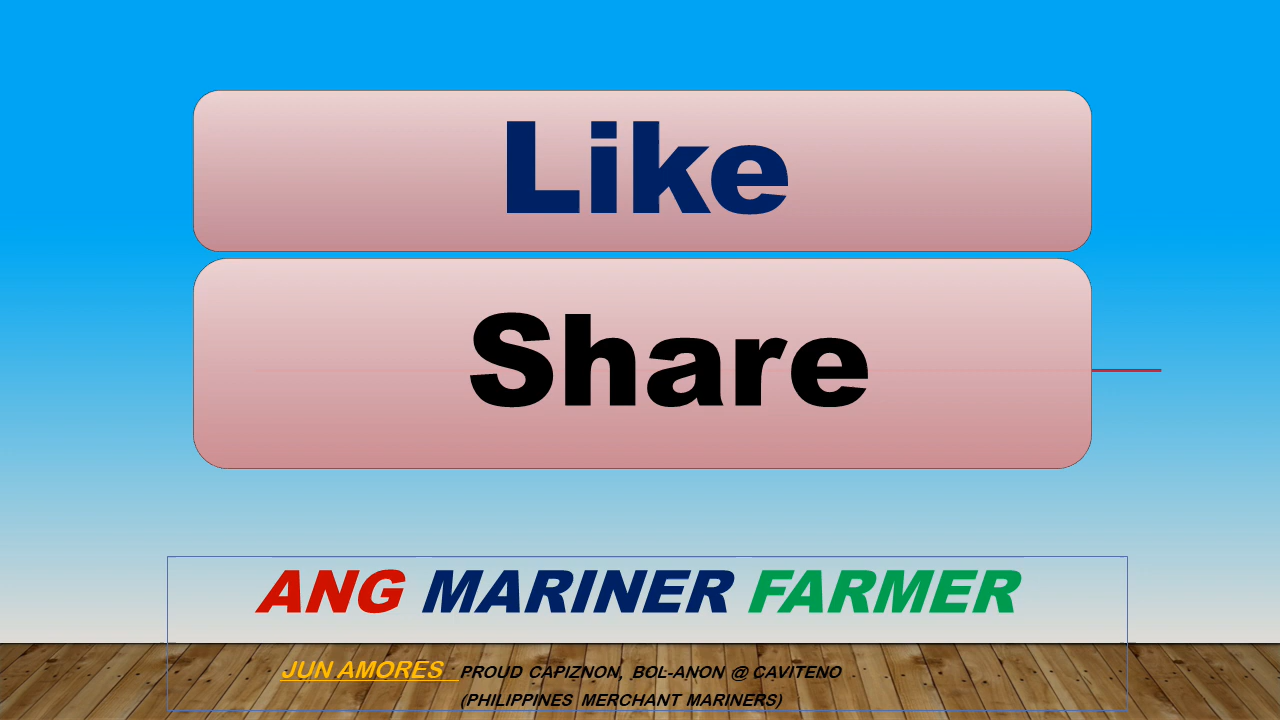 Like
Share
ANG MARINER FARMER
JUN AMORES PROUD CAPIZNON, BOL-ANON @ CAVITENO
(PHILIPPINES MERCHANT MARINERS)